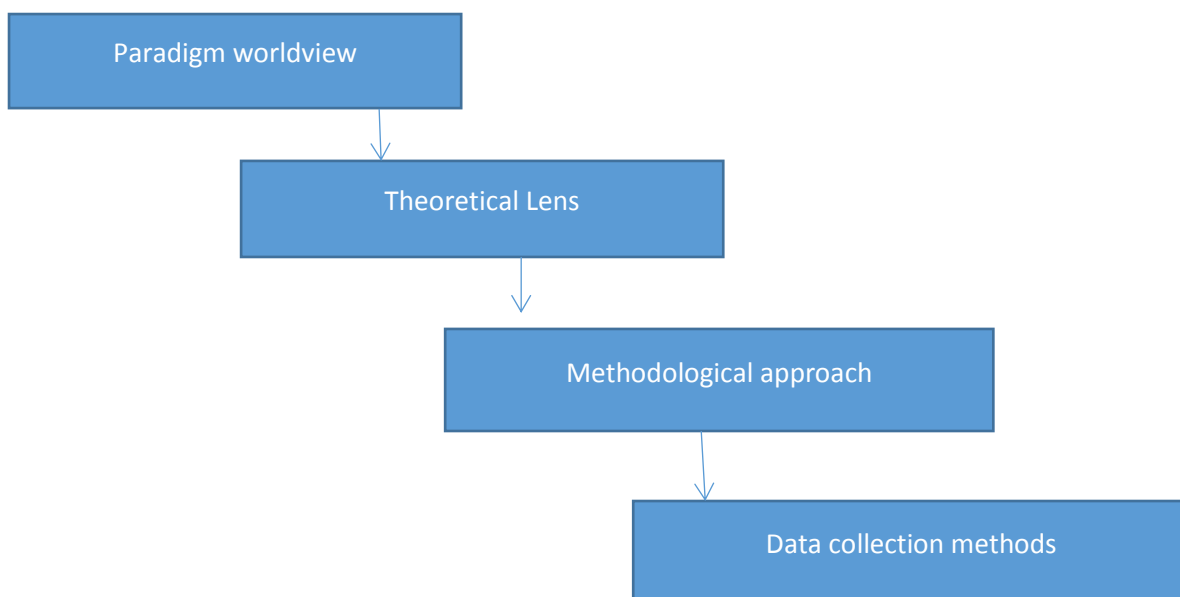 Paradigm worldview
Theoretical Lens
Methodological approach
Data collection methods